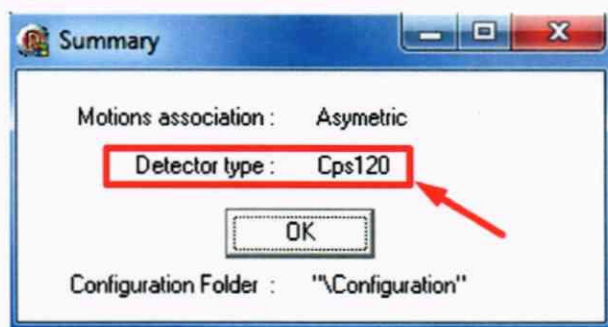 Summary
Motions association : Asymetric
Detector type : Cps120
OK
Configuration Folder : "\Configuration"